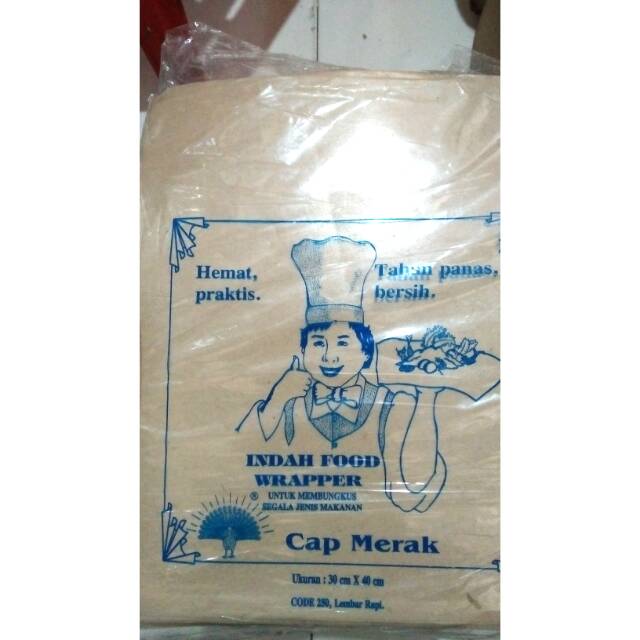 Hemat,
praktis.
Tahan panas,
bersih.
INDAH FOOD
WRAPPER
® UNTUK MEMBUNGKUS
SEGALA JENIS MAKANAN
Cap Merak
Ukuran : 30 cm X 40 cm
CODE 250, Lembar Rapi.